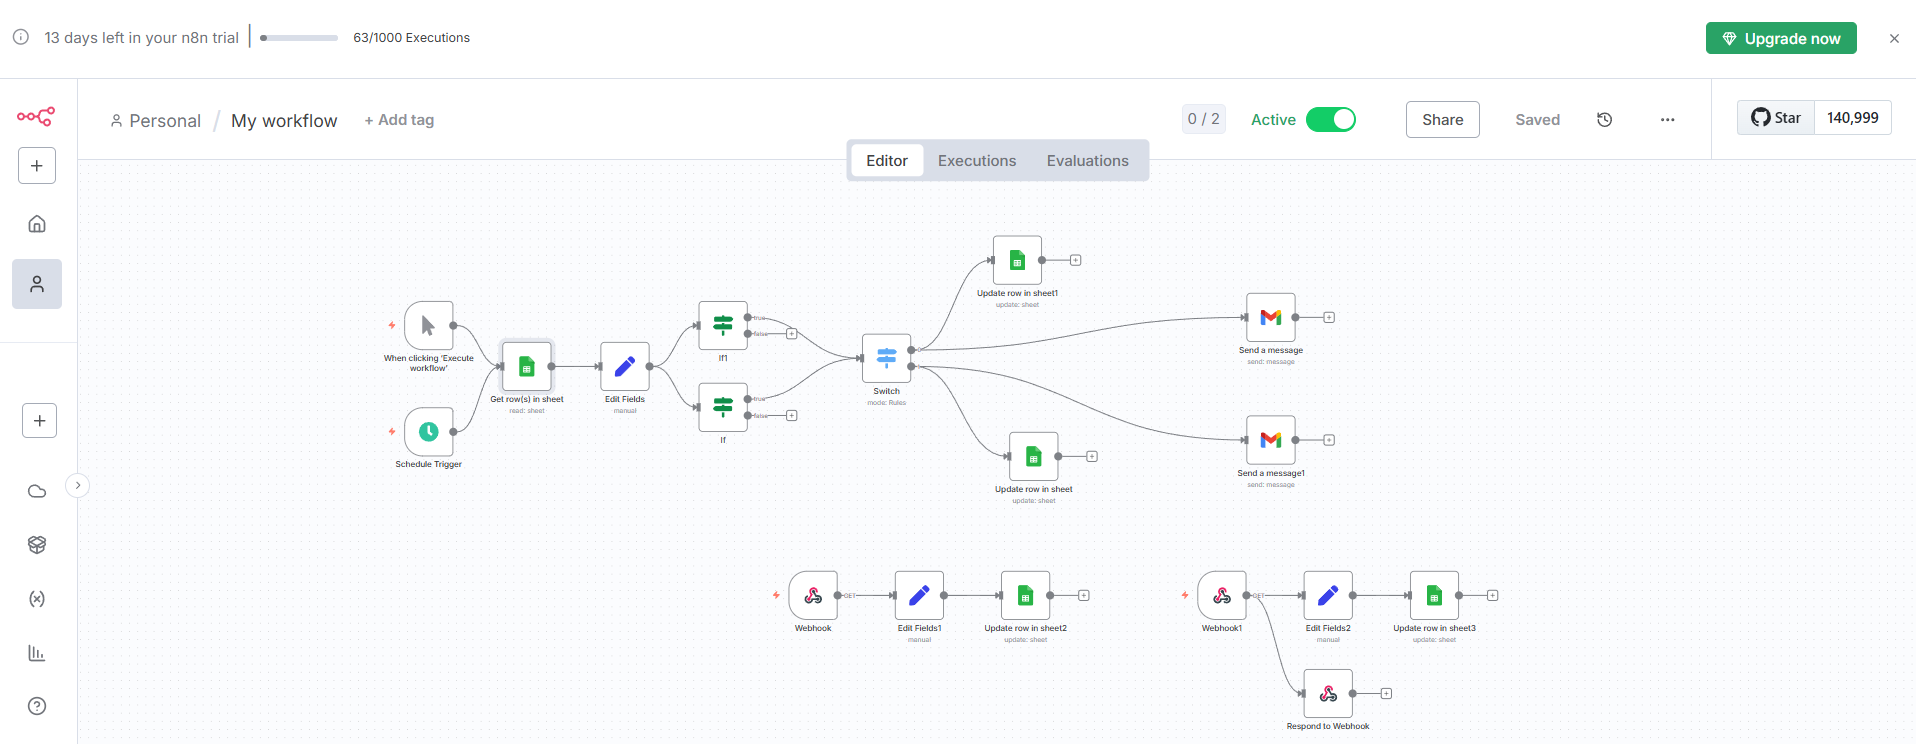 13 days left in your n8n trial
63/1000 Executions
Upgrade now
Personal / My workflow
+ Add tag
0 / 2
Active
Share
Saved
Star
140,999
Editor
Executions
Evaluations
When clicking 'Execute
workflow'
Schedule Trigger
Get row(s) in sheet
read: sheet
Edit Fields
manual
true
false
If1
true
false
If
Switch
mode: Rules
Update row in sheet1
update: sheet
Update row in sheet
update: sheet
Send a message
send: message
Send a message1
send: message
GET
Webhook
Edit Fields1
manual
Update row in sheet2
update: sheet
GET
Webhook1
Edit Fields2
manual
Update row in sheet3
update: sheet
Respond to Webhook